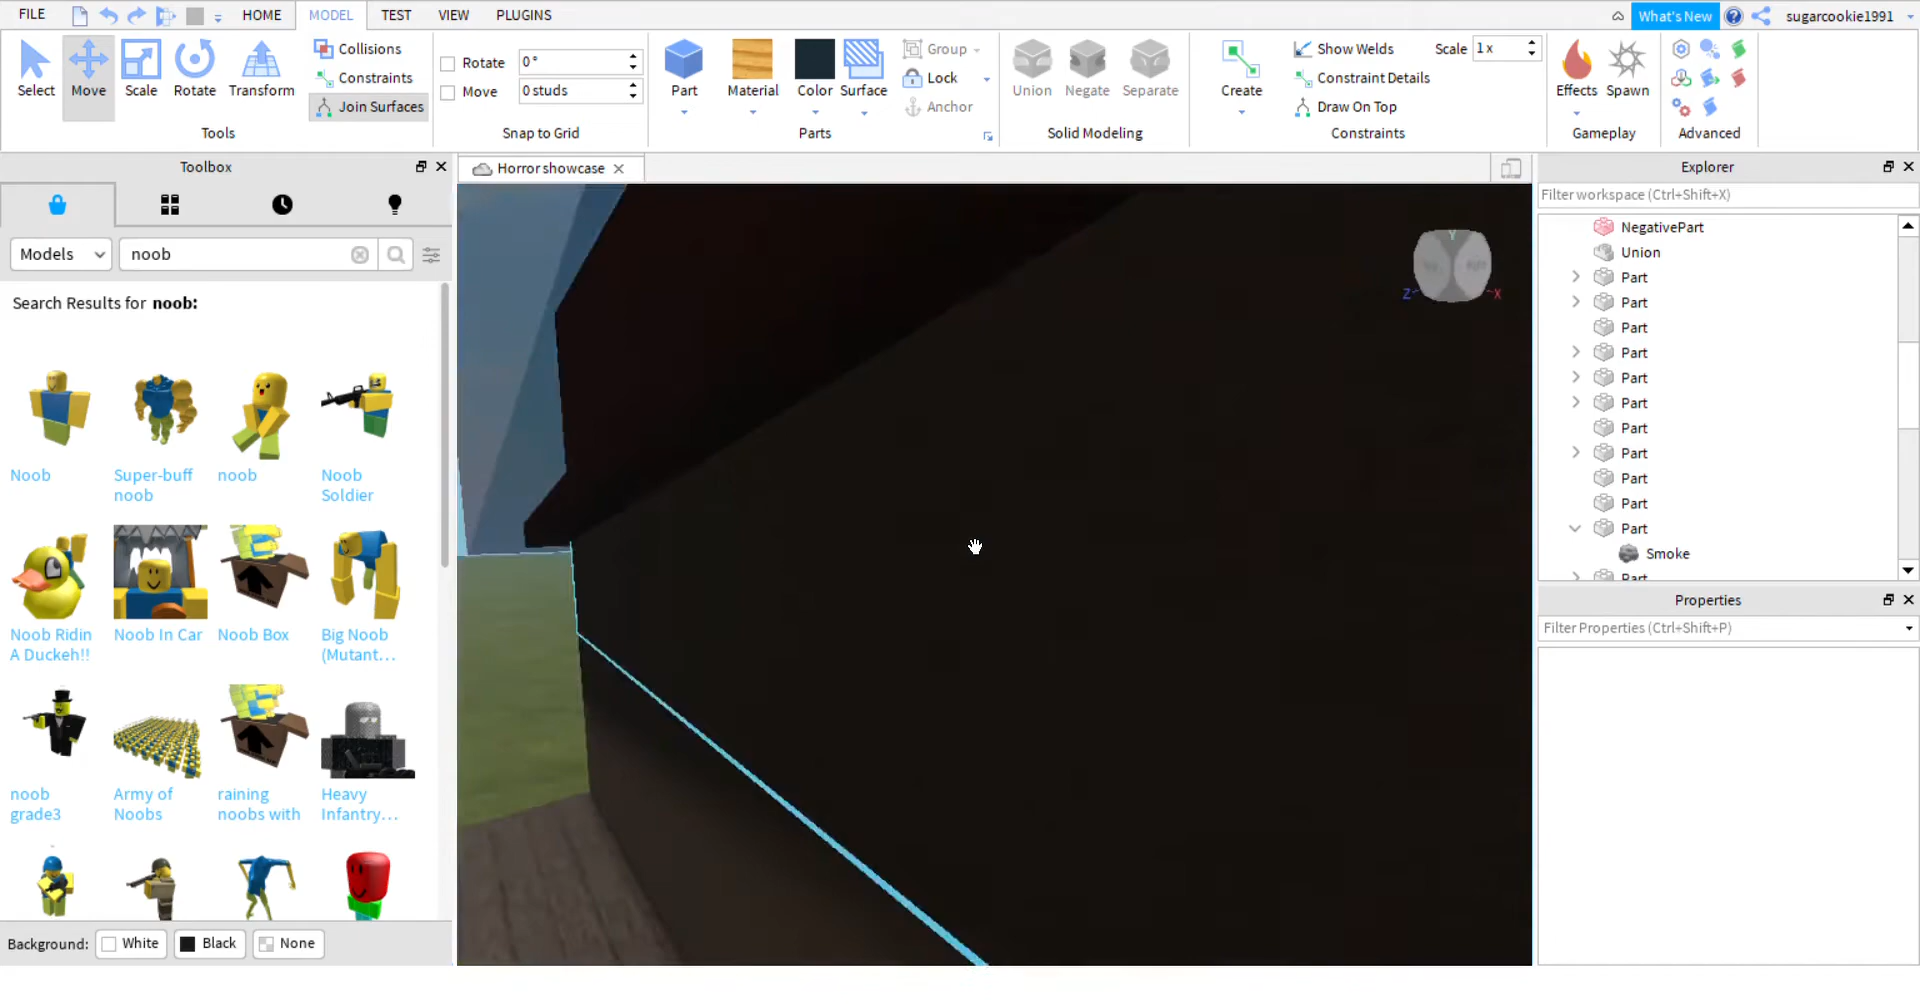 FILE
HOME
MODEL
TEST
VIEW
PLUGINS
What's New
sugarcookie1991
Select
Move
Scale
Rotate
Transform
Collisions
Constraints
Join Surfaces
Tools
Rotate
0 °
Move
0 studs
Snap to Grid
Part
Material
Color
Surface
Group
Lock
Anchor
Parts
Union
Negate
Separate
Solid Modeling
Create
Show Welds
Scale
1 x
Constraint Details
Draw On Top
Constraints
Effects
Spawn
Gameplay
Advanced
Toolbox
Models
noob
Search Results for noob:
Noob
Super-buff
noob
noob
Noob
Soldier
Noob Ridin
A Duckeh!!
Noob In Car
Noob Box
Big Noob
(Mutant...
noob
grade3
Army of
Noobs
raining
noobs with
Heavy
Infantry...
Background:
White
Black
None
Horror showcase
Y
Z
X
Explorer
Filter workspace (Ctrl+Shift+X)
NegativePart
Union
Part
Part
Part
Part
Part
Part
Part
Part
Part
Part
Part
Smoke
Part
Properties
Filter Properties (Ctrl+Shift+P)